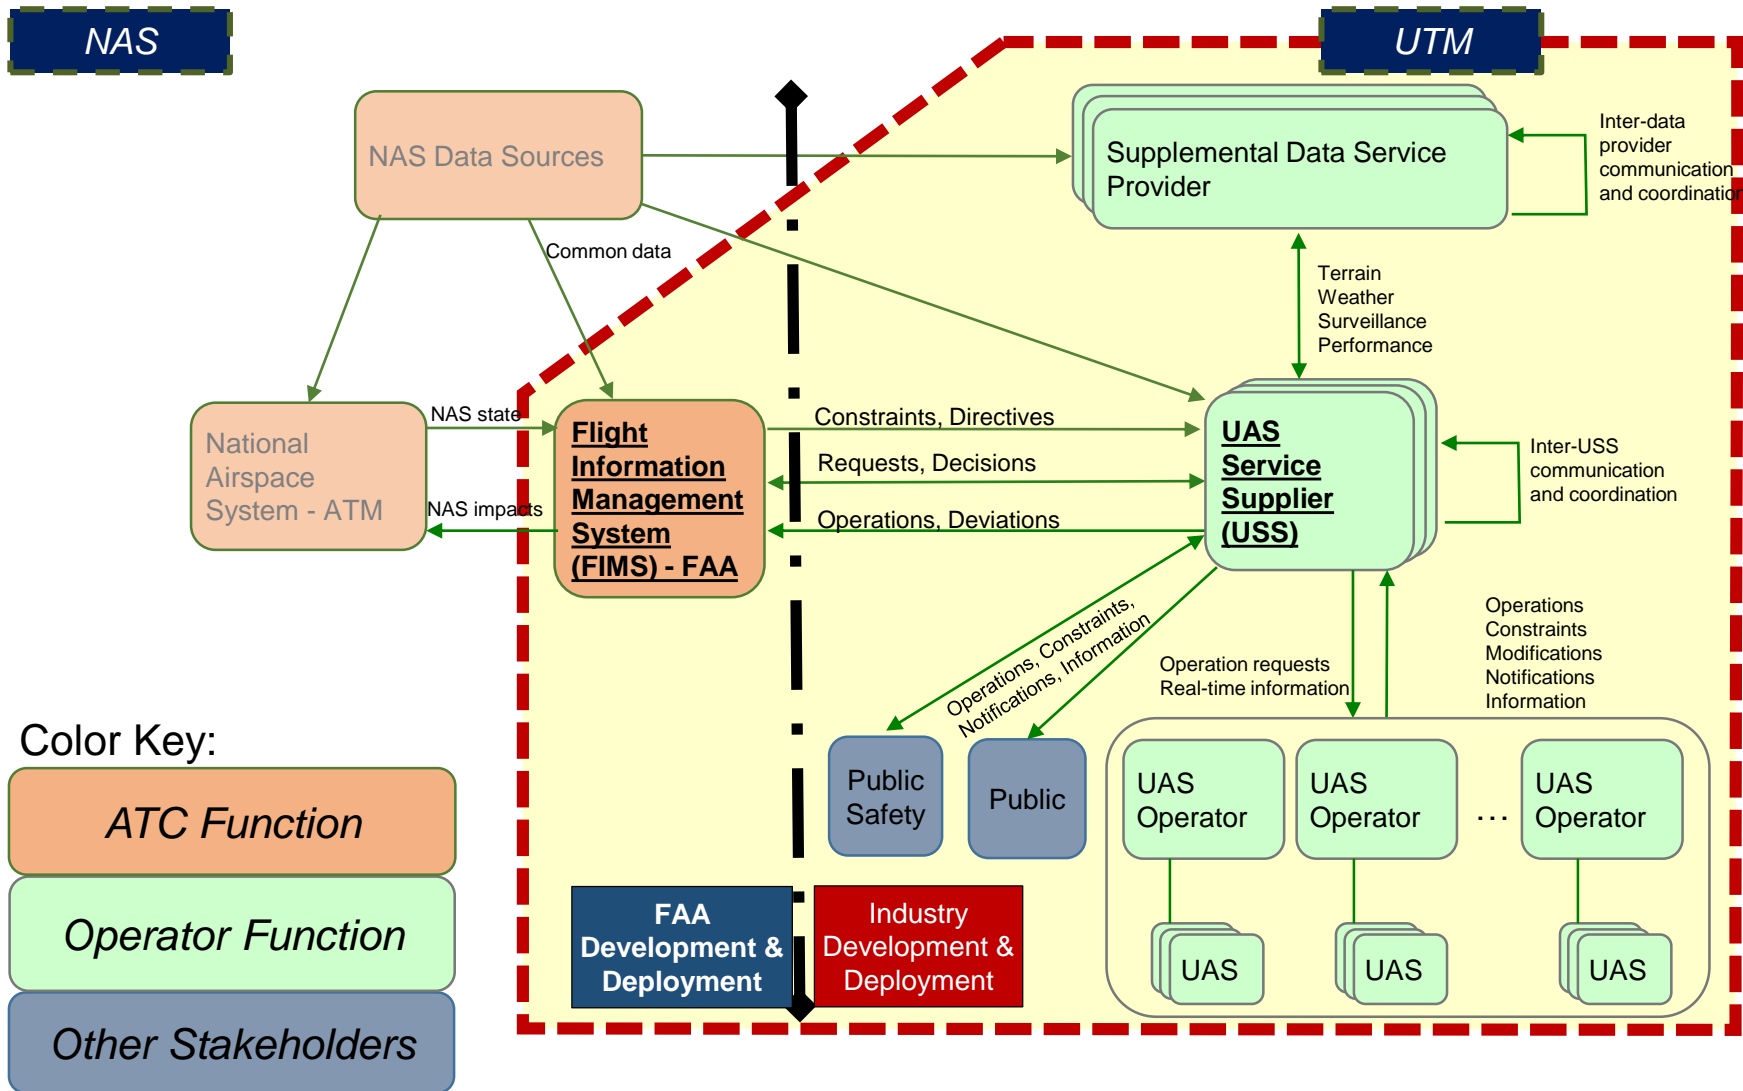 NAS
UTM
NAS Data Sources
Supplemental Data Service
Provider
Inter-data
provider
communication
and coordination
Common data
Terrain
Weather
Surveillance
Performance
National
Airspace
System - ATM
NAS state
NAS impacts
Flight
Information
Management
System
(FIMS) - FAA
Constraints, Directives
Requests, Decisions
Operations, Deviations
UAS
Service
Supplier
(USS)
Inter-USS
communication
and coordination
Operations, Constraints,
Notifications, Information
Operation requests
Real-time information
Operations
Constraints
Modifications
Notifications
Information
Public
Safety
Public
UAS
Operator
UAS
Operator
...
UAS
Operator
UAS
UAS
UAS
FAA
Development &
Deployment
Industry
Development &
Deployment
Color Key:
ATC Function
Operator Function
Other Stakeholders